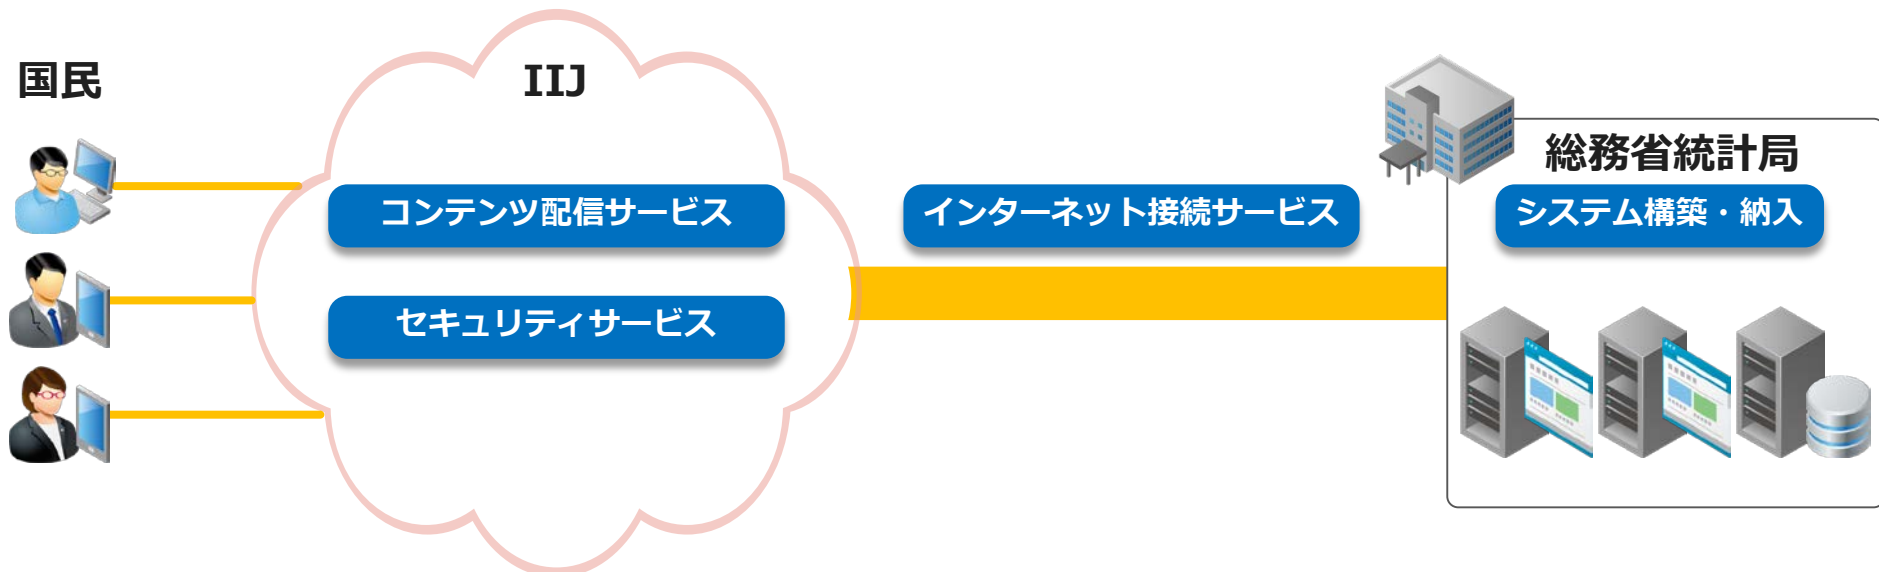 国民
IIJ
総務省統計局
コンテンツ配信サービス
インターネット接続サービス
システム構築・納入
セキュリティサービス